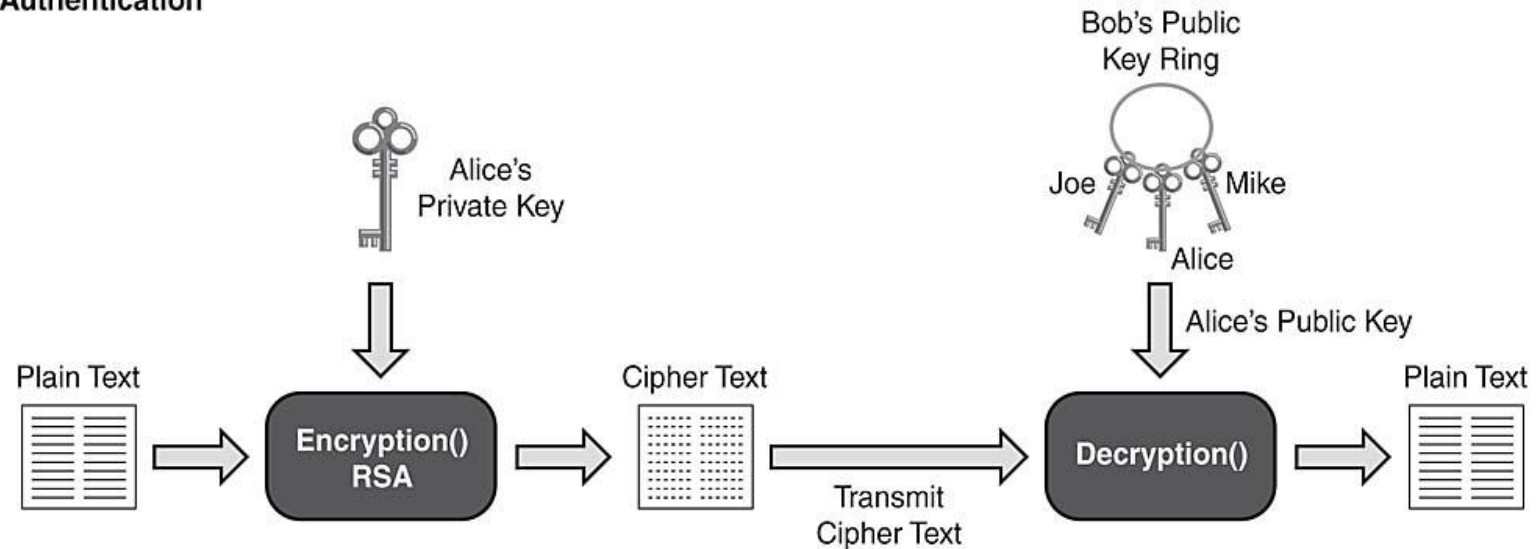 Authentication
Bob's Public
Key Ring
Alice's
Private Key
Joe
Mike
Alice
Alice's Public Key
Plain Text
Cipher Text
Plain Text
Encryption()
RSA
Decryption()
Transmit
Cipher Text